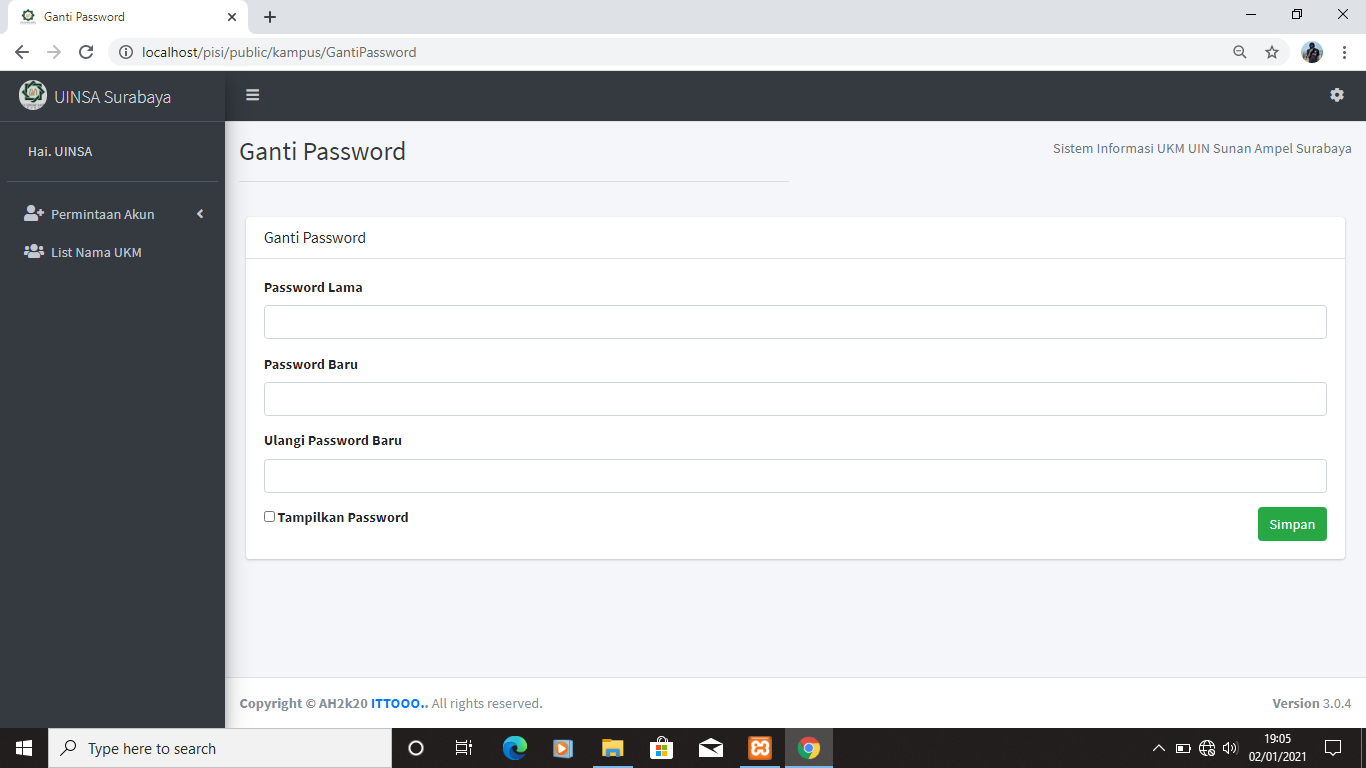 Ganti Password
localhost/pisi/public/kampus/GantiPassword
UINSA Surabaya
Hai. UINSA
Ganti Password
Sistem Informasi UKM UIN Sunan Ampel Surabaya
Permintaan Akun
List Nama UKM
Ganti Password
Password Lama
Password Baru
Ulangi Password Baru
Tampilkan Password
Simpan
Copyright © AH2k20 ITTOOO.. All rights reserved.
Version 3.0.4
Type here to search
19:05
02/01/2021